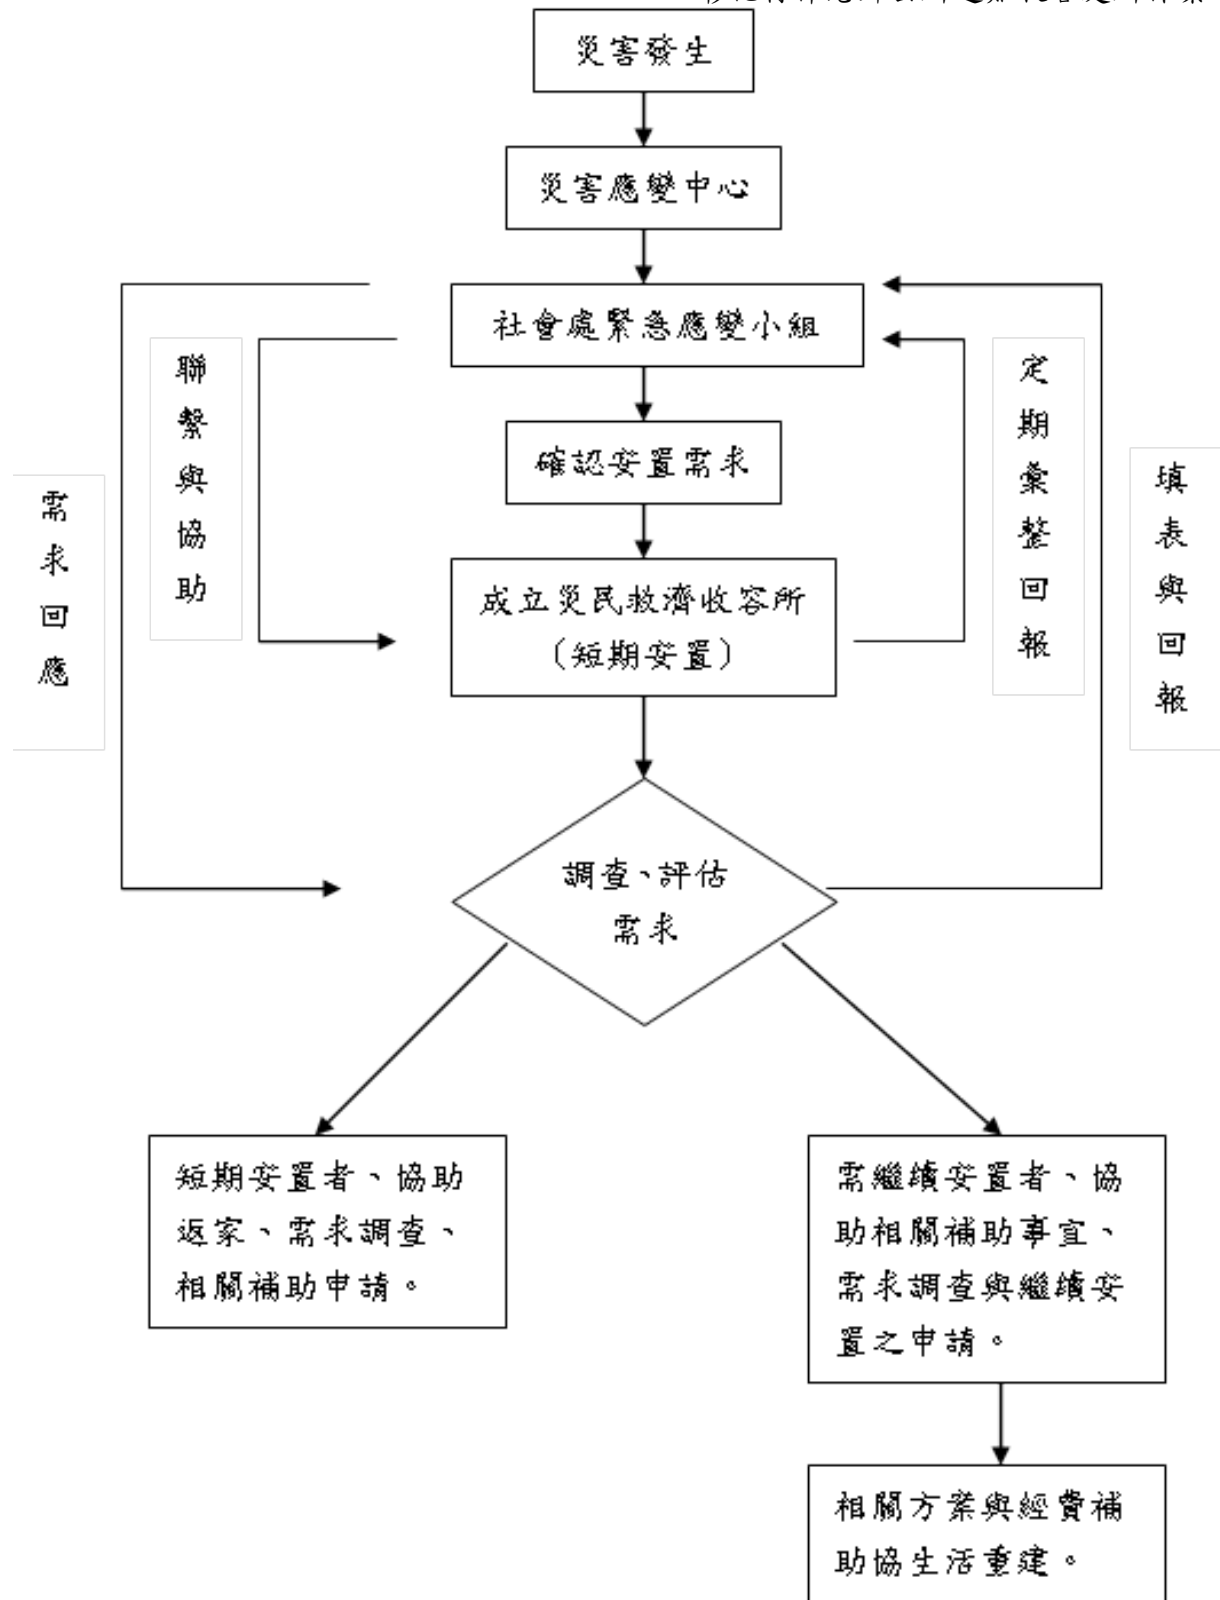 災害發生
災害應變中心
社會處緊急應變小組
聯繫與協助
定期彙整回報
確認安置需求
需求回應
填表與回報
成立災民救濟收容所
（短期安置）
調查、評估
需求
短期安置者、協助
返家、需求調查、
相關補助申請。
需繼續安置者、協
助相關補助事宜、
需求調查與繼續安
置之申請。
相關方案與經費補
助協生活重建。